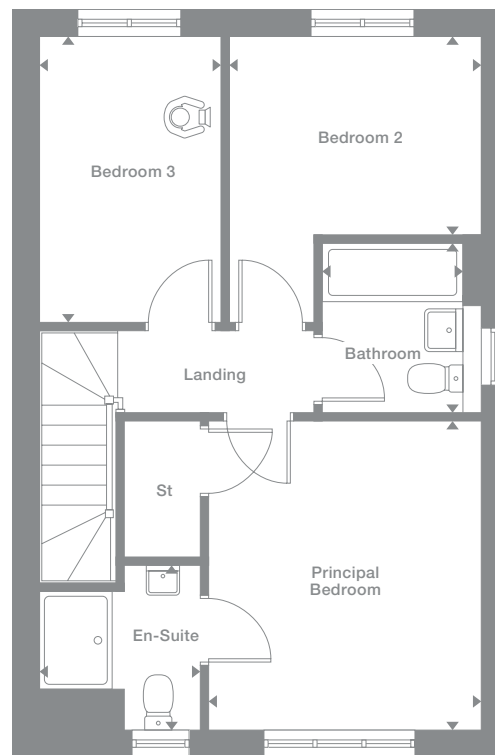 Bedroom 2
Bedroom 3
Bathroom
Landing
St
Principal
Bedroom
En-Suite